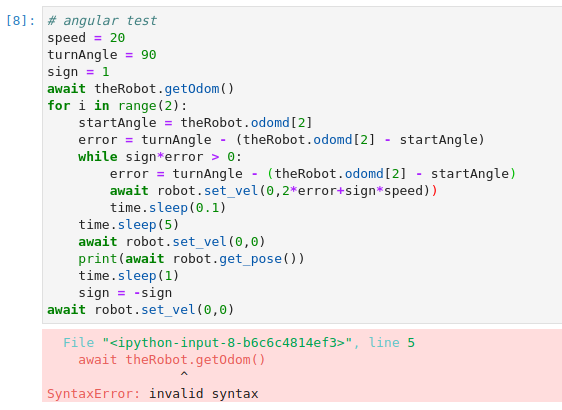 [8]: # angular test
speed = 20
turnAngle = 90
sign = 1
await theRobot.getOdom()
for i in range(2):
    startAngle = theRobot.odomd[2]
    error = turnAngle - (theRobot.odomd[2] - startAngle)
    while sign*error > 0:
        error = turnAngle - (theRobot.odomd[2] - startAngle)
        await robot.set_vel(0,2*error+sign*speed))
        time.sleep(0.1)
    time.sleep(5)
    await robot.set_vel(0,0)
    print(await robot.get_pose())
    time.sleep(1)
    sign = -sign
await robot.set_vel(0,0)
  File "<ipython-input-8-b6c6c4814ef3>", line 5
    await theRobot.getOdom()
                 ^
SyntaxError: invalid syntax